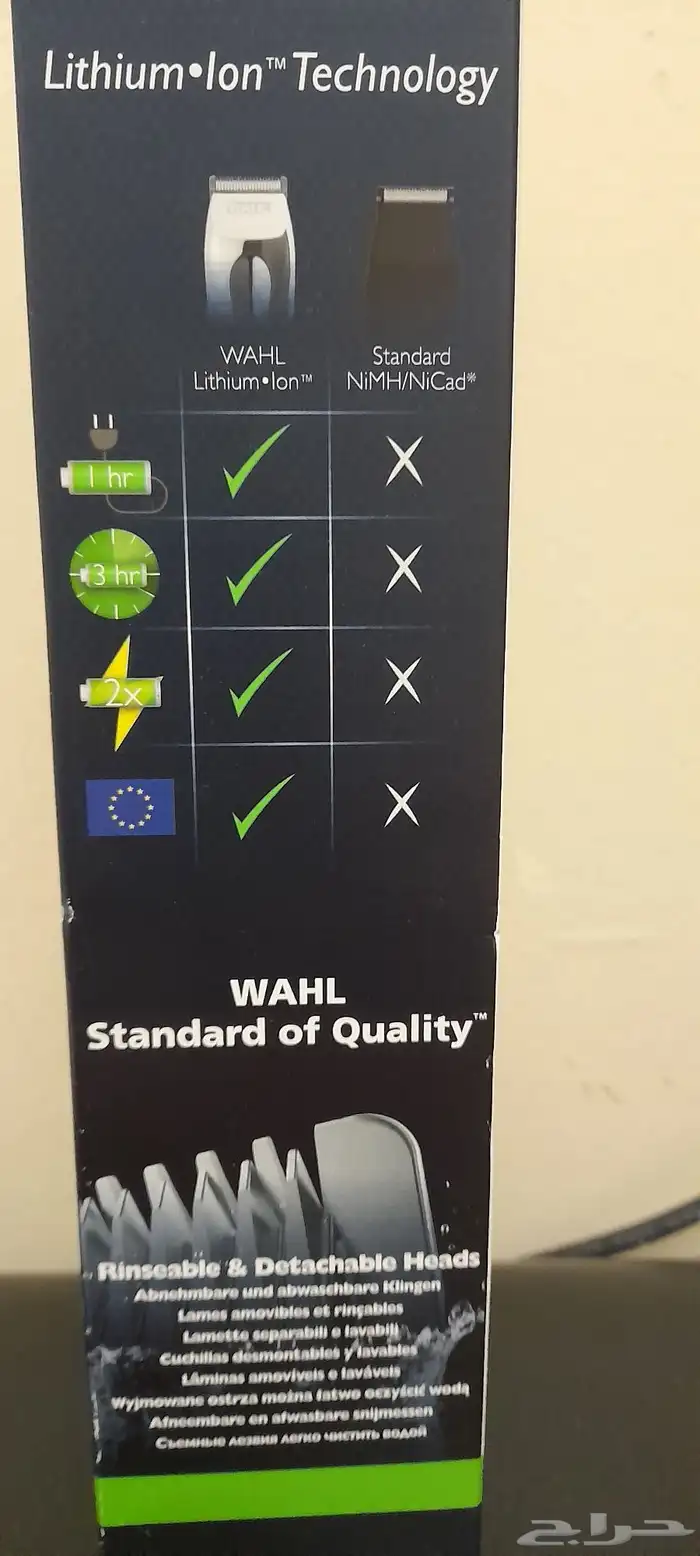 Lithium•Ion™ Technology
WAHL
Lithium•Ion™
Standard
NiMH/NiCad*
1 hr
3 hr
2x
WAHL
Standard of Quality™
Rinseable & Detachable Heads
Abnehmbare und abwaschbare Klingen
Lames amovibles et rinçables
Lamette separabili e lavabili
Cuchillas desmontables y lavables
Lâminas amovíveis e laváveis
Wyjmowane ostrza można łatwo oczyścić wodą
Afneembare en afwasbare snijmessen
Съемные лезвия легко чистить водой
حراج